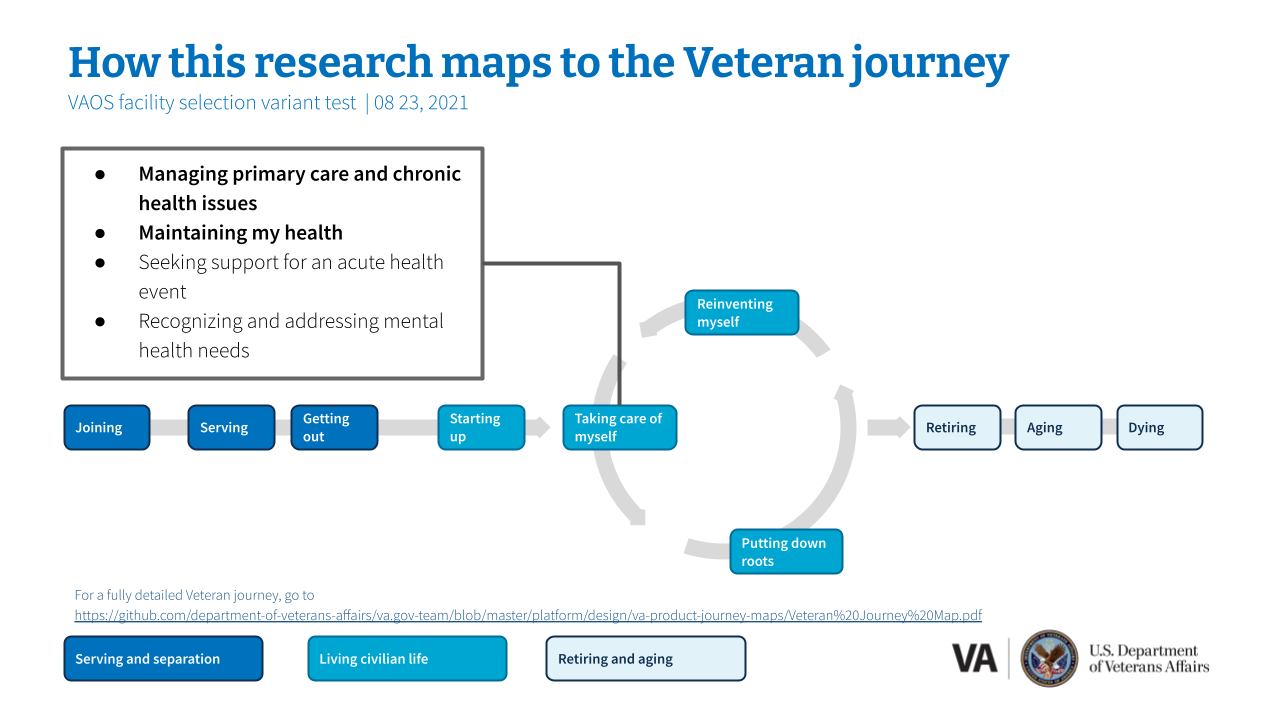 How this research maps to the Veteran journey
VAOS facility selection variant test | 08 23, 2021
● Managing primary care and chronic
health issues
● Maintaining my health
● Seeking support for an acute health
event
● Recognizing and addressing mental
health needs
Reinventing
myself
Joining
Serving
Getting
out
Starting
up
Taking care of
myself
Retiring
Aging
Dying
Putting down
roots
For a fully detailed Veteran journey, go to
https://github.com/department-of-veterans-affairs/va.gov-team/blob/master/platform/design/va-product-journey-maps/Veteran%20Journey%20Map.pdf
Serving and separation
Living civilian life
Retiring and aging
VA
U.S. Department
of Veterans Affairs